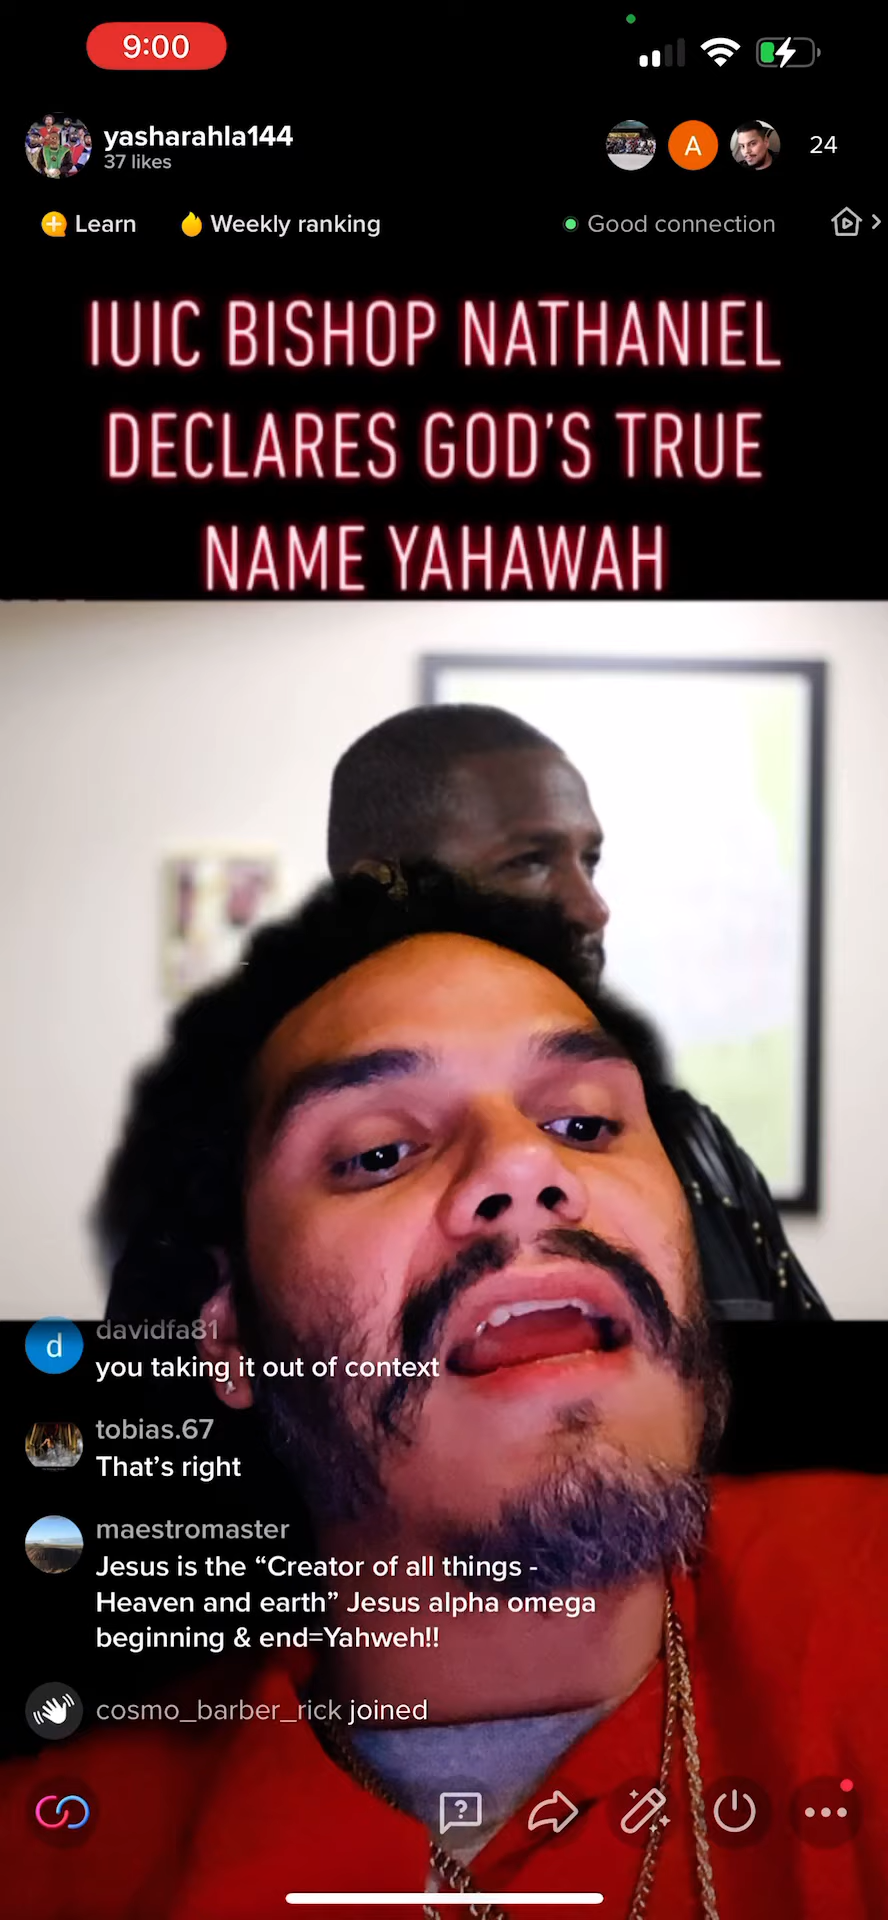 9:00
yasharahla144
37 likes
A
24
Learn
Weekly ranking
Good connection
IUIC BISHOP NATHANIEL
DECLARES GOD'S TRUE
NAME YAHAWAH
d
davidfa81
you taking it out of context
tobias.67
That's right
maestromaster
Jesus is the “Creator of all things -
Heaven and earth” Jesus alpha omega
beginning & end=Yahweh!!
cosmo_barber_rick joined
?